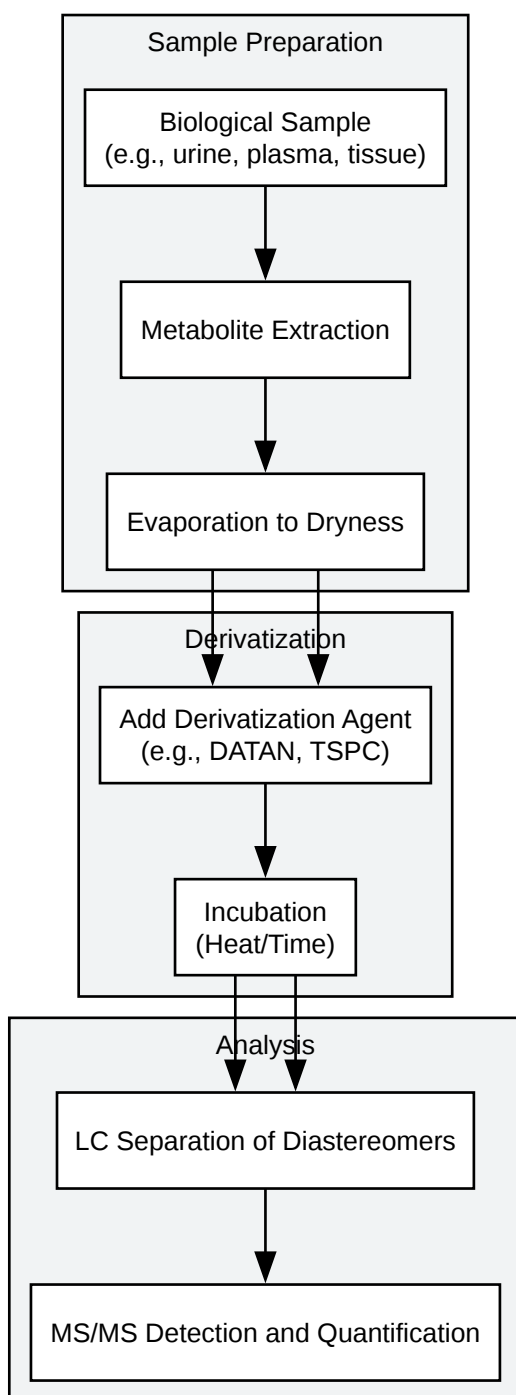 Sample Preparation
Biological Sample
(e.g., urine, plasma, tissue)
Metabolite Extraction
Evaporation to Dryness
Derivatization
Add Derivatization Agent
(e.g., DATAN, TSPC)
Incubation
(Heat/Time)
Analysis
LC Separation of Diastereomers
MS/MS Detection and Quantification